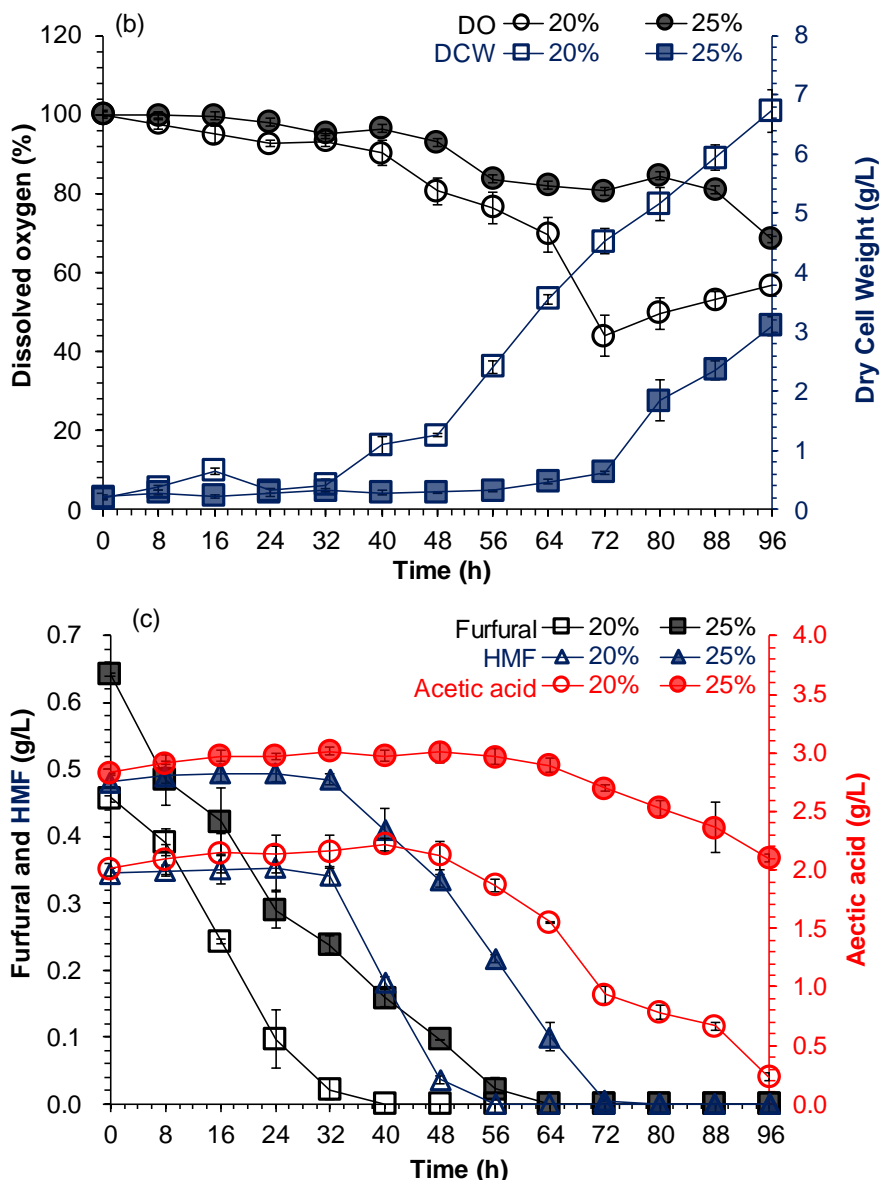 (b)
DO 20% 25%
DCW 20% 25%
120
100
80
60
40
20
0
Dissolved oxygen (%)
8
7
6
5
4
3
2
1
0
Dry Cell Weight (g/L)
0 8 16 24 32 40 48 56 64 72 80 88 96
Time (h)
(c)
Furfural 20% 25%
HMF 20% 25%
Acetic acid 20% 25%
0.7
0.6
0.5
0.4
0.3
0.2
0.1
0.0
Furfural and HMF (g/L)
4.0
3.5
3.0
2.5
2.0
1.5
1.0
0.5
0.0
Aectic acid (g/L)
0 8 16 24 32 40 48 56 64 72 80 88 96
Time (h)